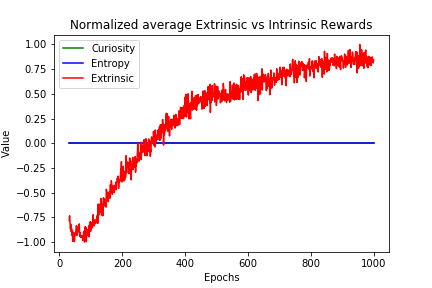 Normalized average Extrinsic vs Intrinsic Rewards
1.00
0.75
0.50
0.25
0.00
−0.25
−0.50
−0.75
−1.00
Value
Curiosity
Entropy
Extrinsic
0 200 400 600 800 1000
Epochs